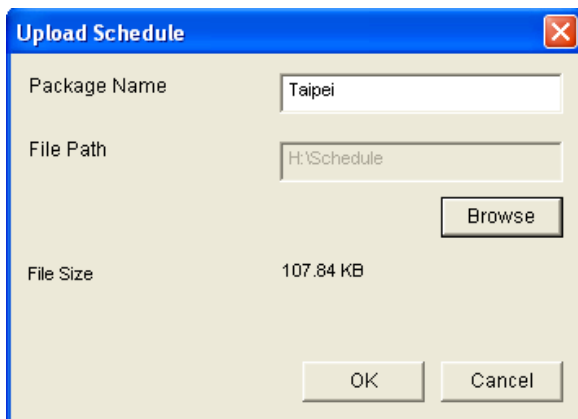 Upload Schedule
Package Name
Taipei
File Path
H:\Schedule
Browse
File Size
107.84 KB
OK
Cancel